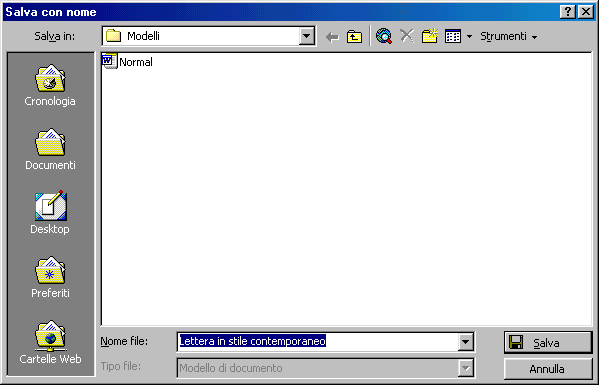 Salva con nome
Salva in:
Modelli
Strumenti
Normal
Cronologia
Documenti
Desktop
Preferiti
Cartelle Web
Nome file:
Lettera in stile contemporaneo
Salva
Tipo file:
Modello di documento
Annulla